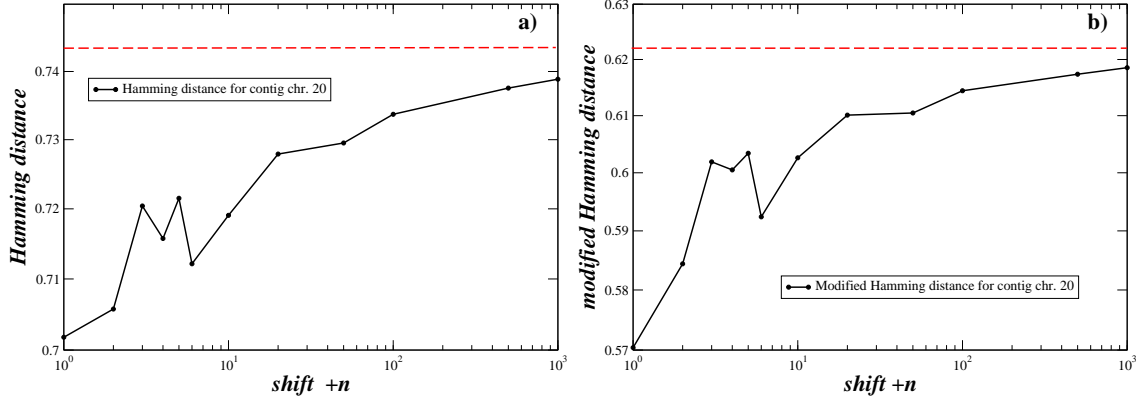 a)
0.74
0.73
0.72
0.71
0.7
Hamming distance
Hamming distance for contig chr. 20
10^0
10^1
10^2
10^3
shift +n
b)
0.63
0.62
0.61
0.6
0.59
0.58
0.57
modified Hamming distance
Modified Hamming distance for contig chr. 20
10^0
10^1
10^2
10^3
shift +n